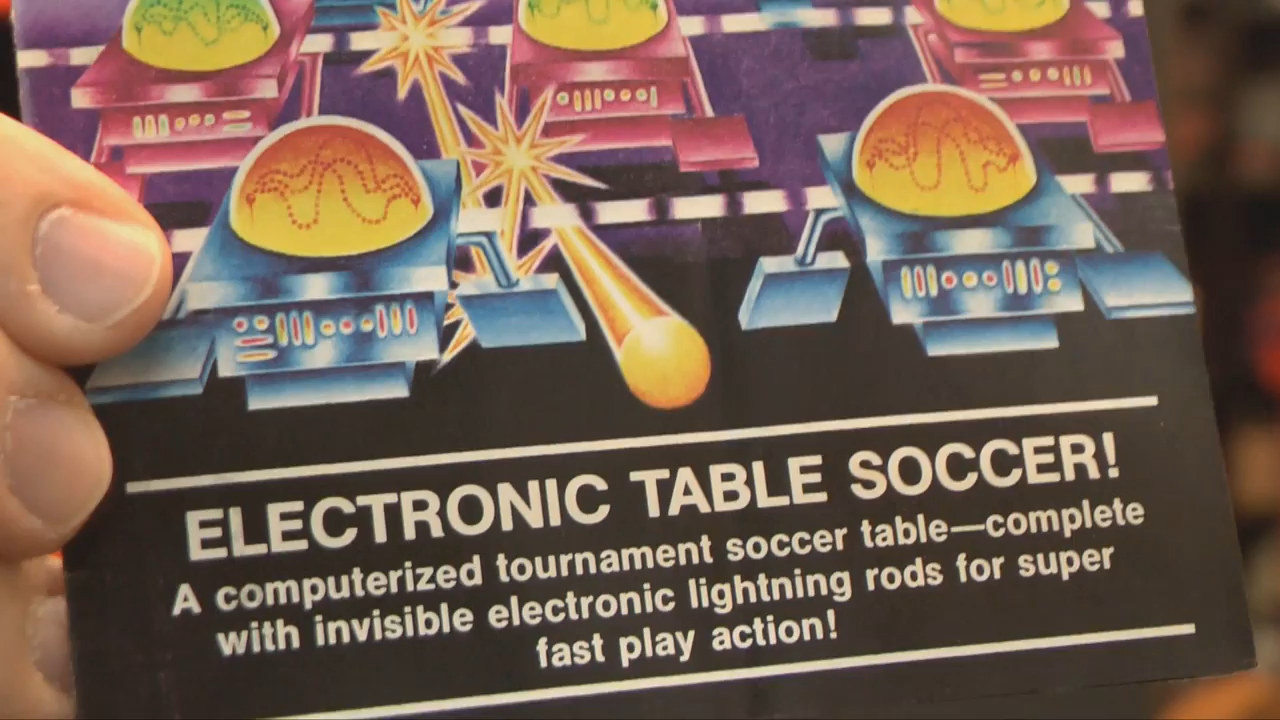 ELECTRONIC TABLE SOCCER!
A computerized tournament soccer table—complete
with invisible electronic lightning rods for super
fast play action!